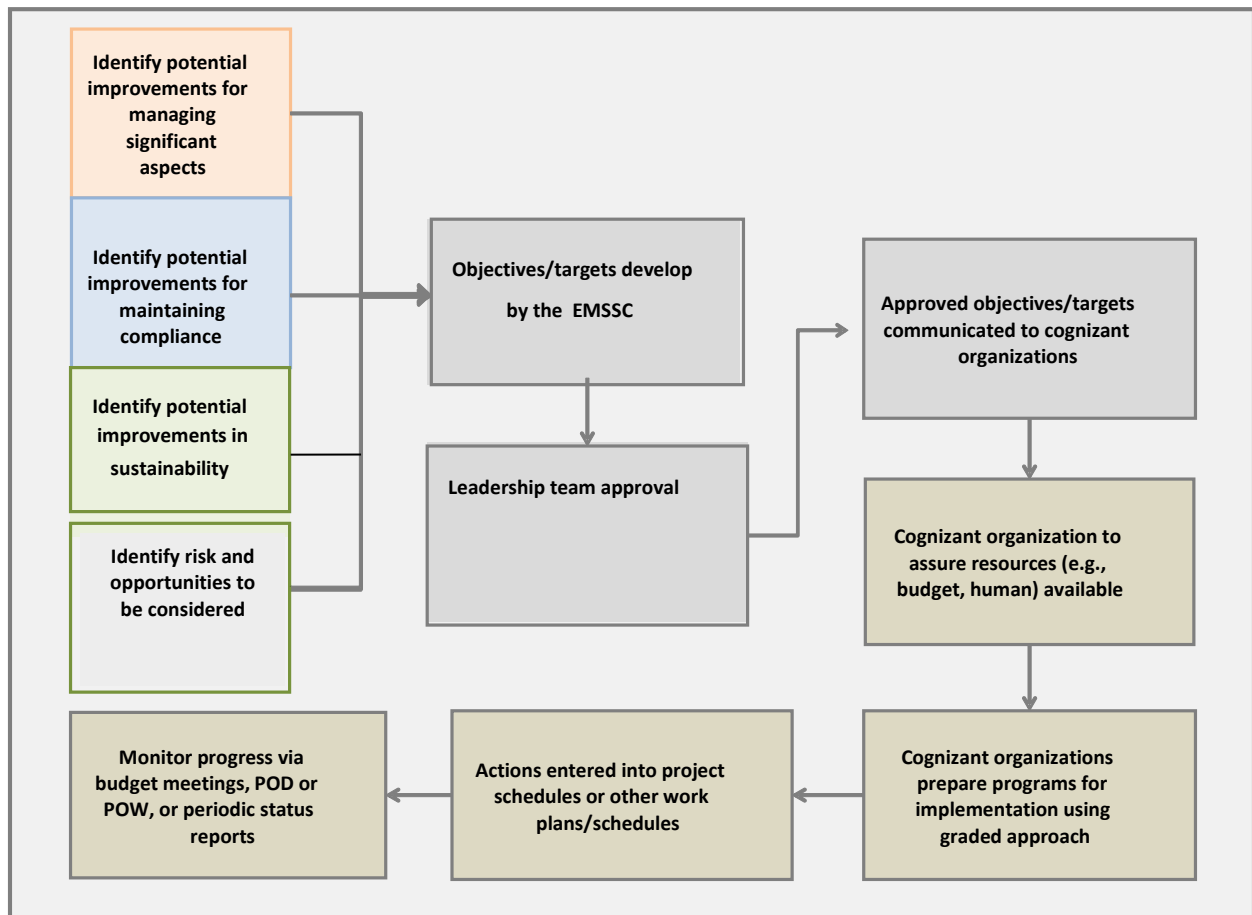 Identify potential
improvements for
managing
significant
aspects
Identify potential
improvements for
maintaining
compliance
Identify potential
improvements in
sustainability
Identify risk and
opportunities to
be considered
Objectives/targets develop
by the EMSSC
Leadership team approval
Approved objectives/targets
communicated to cognizant
organizations
Cognizant organization to
assure resources (e.g.,
budget, human) available
Cognizant organizations
prepare programs for
implementation using
graded approach
Actions entered into project
schedules or other work
plans/schedules
Monitor progress via
budget meetings, POD or
POW, or periodic status
reports